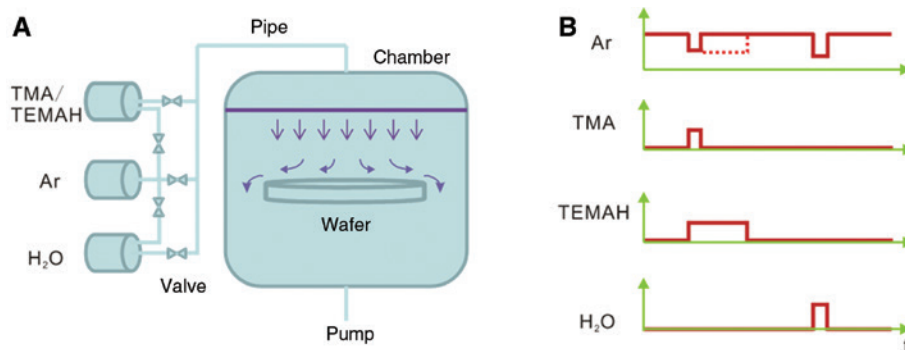 A
Pipe
Chamber
TMA/
TEMAH
Ar
H₂O
Valve
Wafer
Pump
B
Ar
TMA
TEMAH
H₂O
t